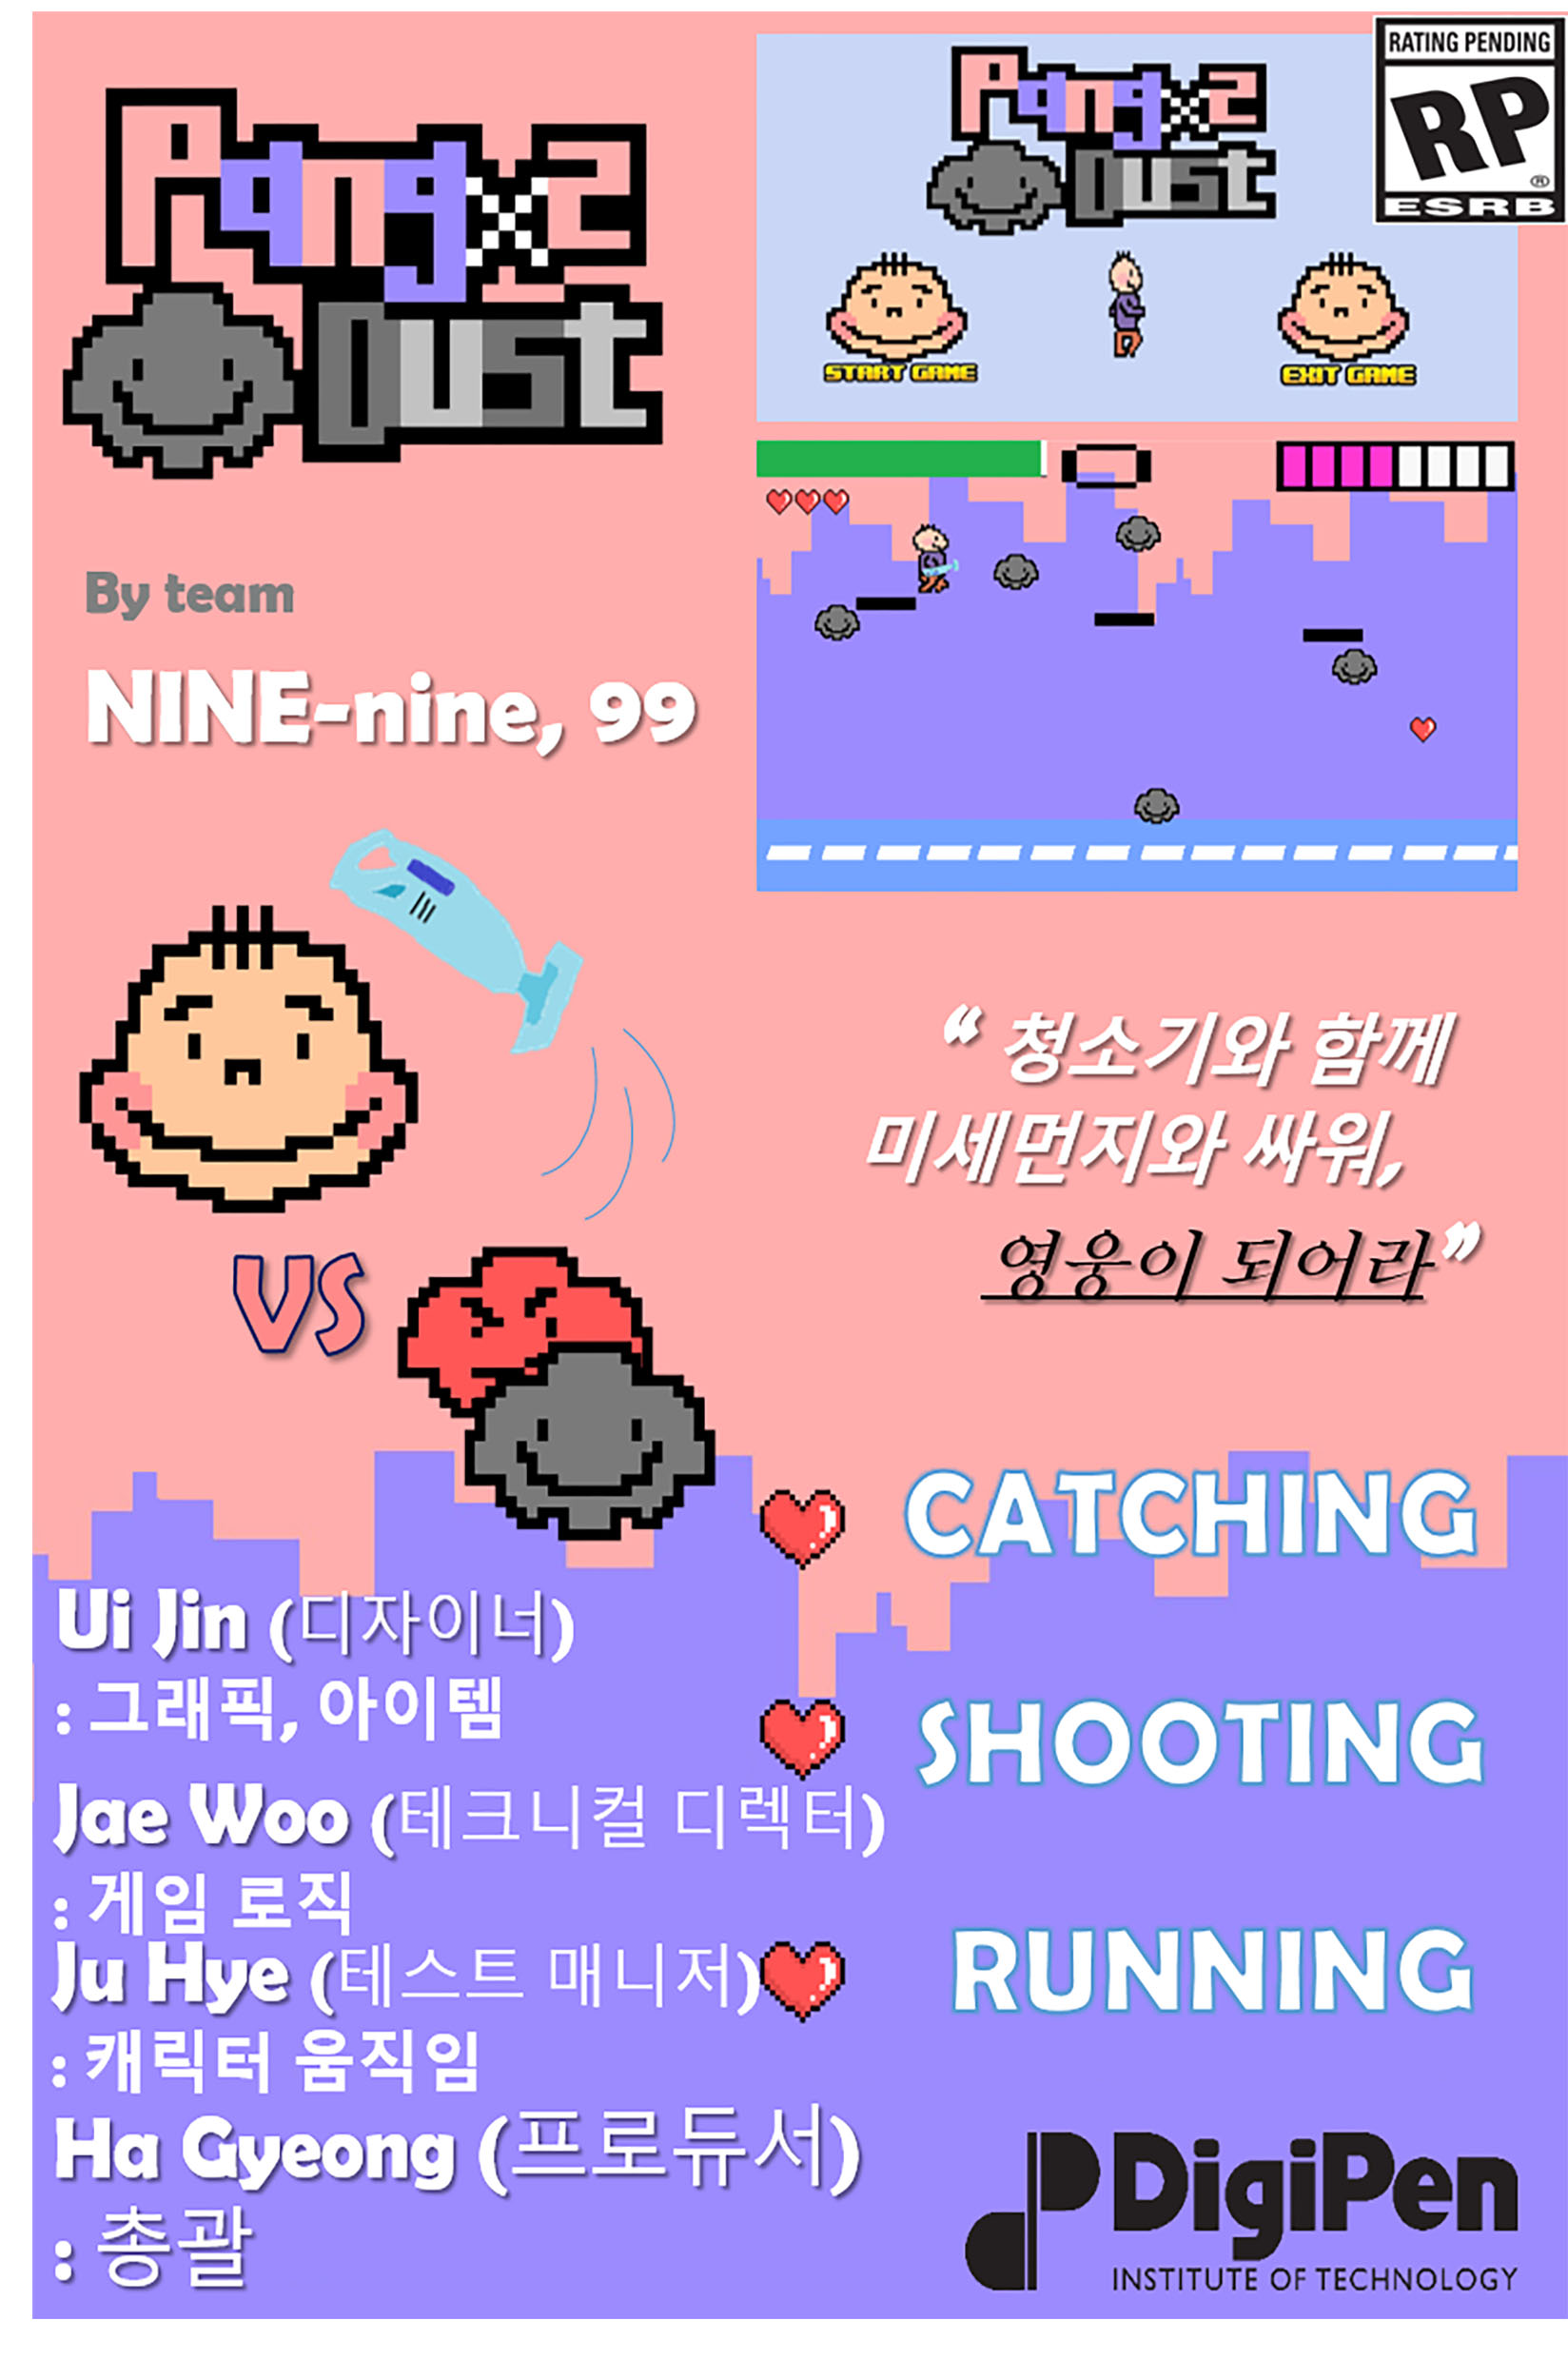 Pangx2
Dust
By team
NINE-nine, 99
Pangx2
Dust
START GAME
EXIT GAME
RATING PENDING
RP
®
ESRB
“ 청소기와 함께
미세먼지와 싸워,
영웅이 되어라”
VS
CATCHING
SHOOTING
RUNNING
Ui Jin (디자이너)
: 그래픽, 아이템
Jae Woo (테크니컬 디렉터)
: 게임 로직
Ju Hye (테스트 매니저)
: 캐릭터 움직임
Ha Gyeong (프로듀서)
: 총괄
DigiPen
INSTITUTE OF TECHNOLOGY